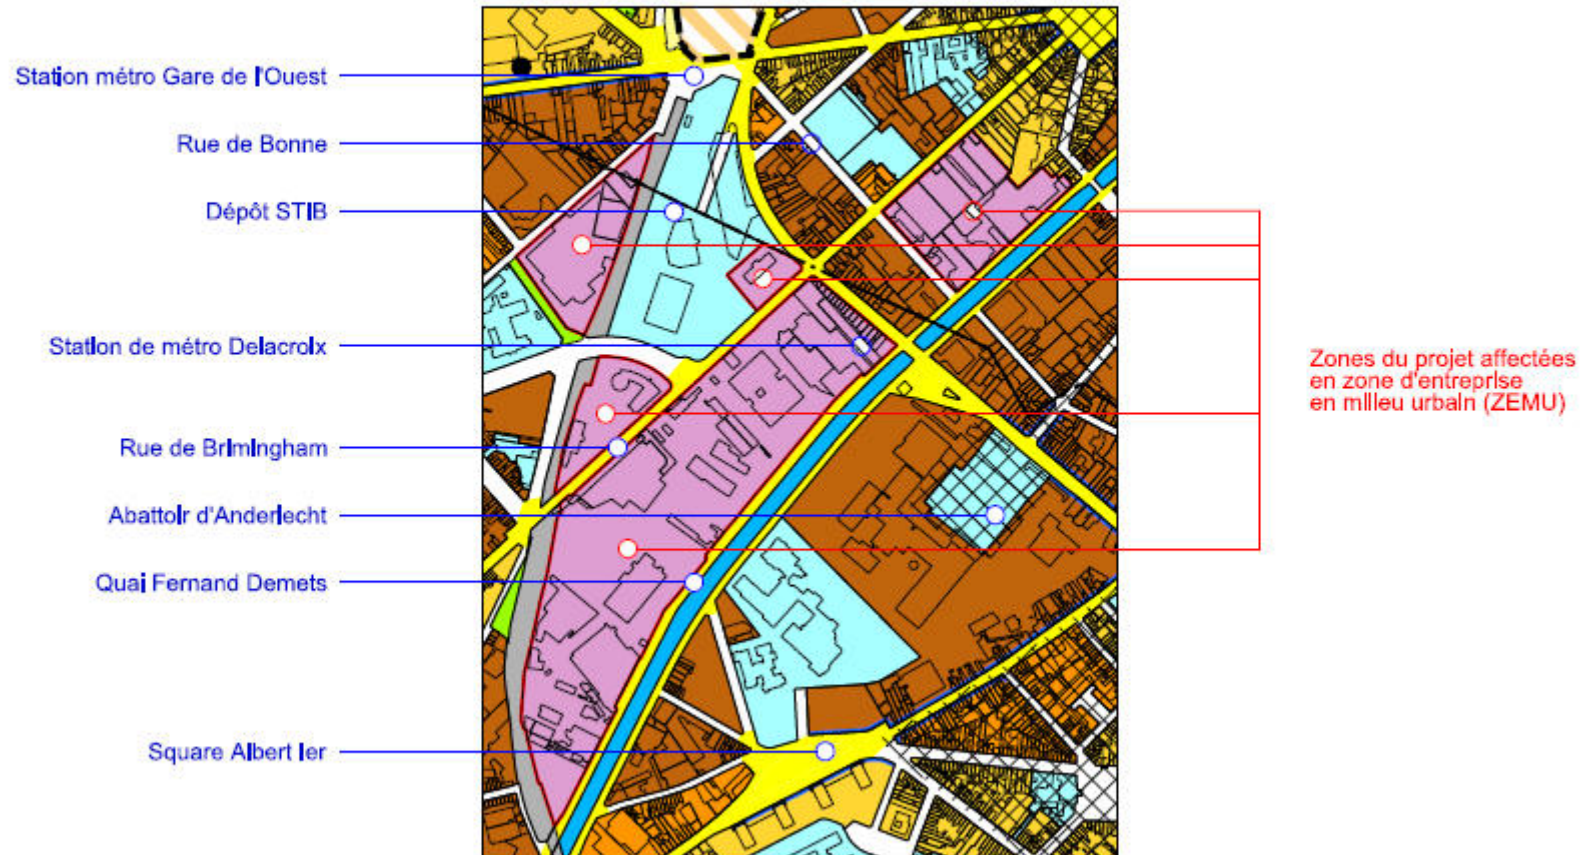 Station métro Gare de l'Ouest
Rue de Bonne
Dépôt STIB
Station de métro Delacroix
Rue de Brimingham
Abattoir d'Anderlecht
Quai Fernand Demets
Square Albert Ier
Zones du projet affectées
en zone d'entreprise
en milieu urbain (ZEMU)